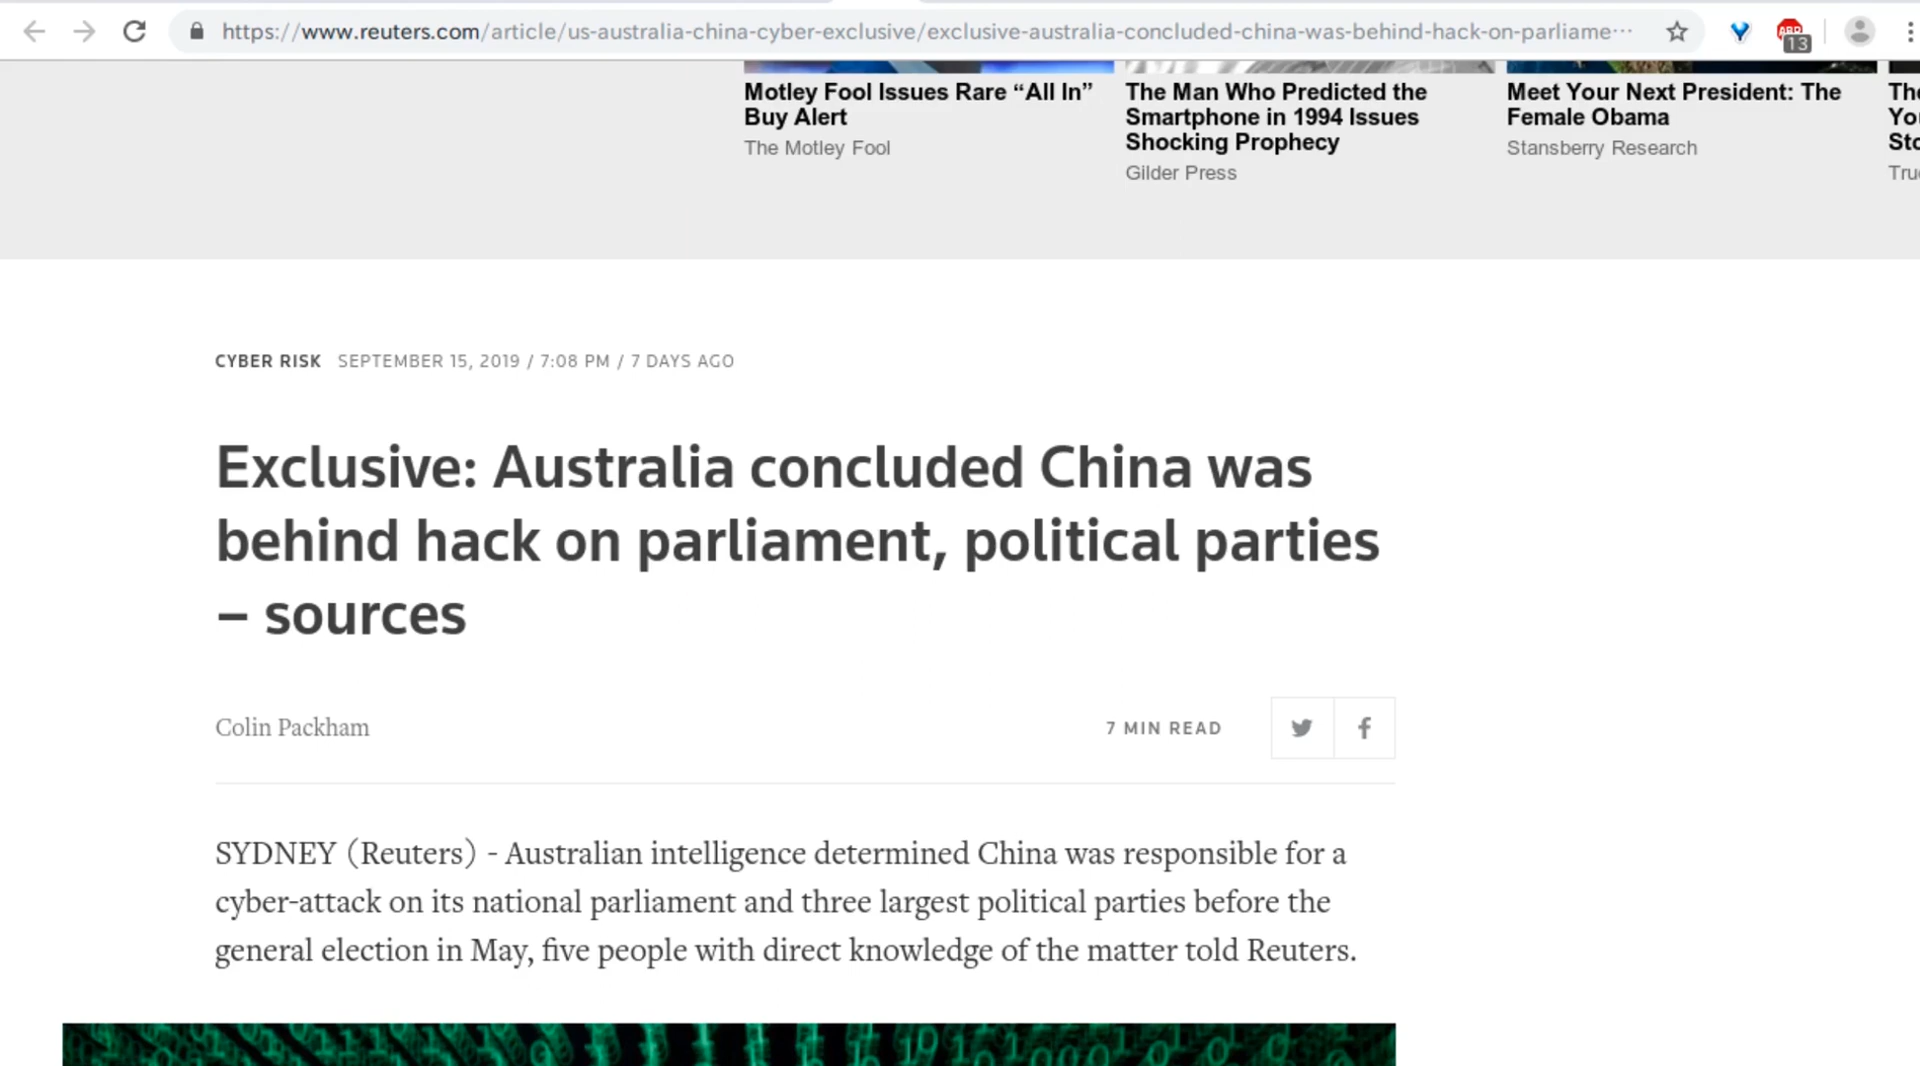 https://www.reuters.com/article/us-australia-china-cyber-exclusive/exclusive-australia-concluded-china-was-behind-hack-on-parliame…
13
Motley Fool Issues Rare “All In”
Buy Alert
The Motley Fool
The Man Who Predicted the
Smartphone in 1994 Issues
Shocking Prophecy
Gilder Press
Meet Your Next President: The
Female Obama
Stansberry Research
CYBER RISK SEPTEMBER 15, 2019 / 7:08 PM / 7 DAYS AGO
Exclusive: Australia concluded China was
behind hack on parliament, political parties
– sources
Colin Packham
7 MIN READ
SYDNEY (Reuters) - Australian intelligence determined China was responsible for a
cyber-attack on its national parliament and three largest political parties before the
general election in May, five people with direct knowledge of the matter told Reuters.